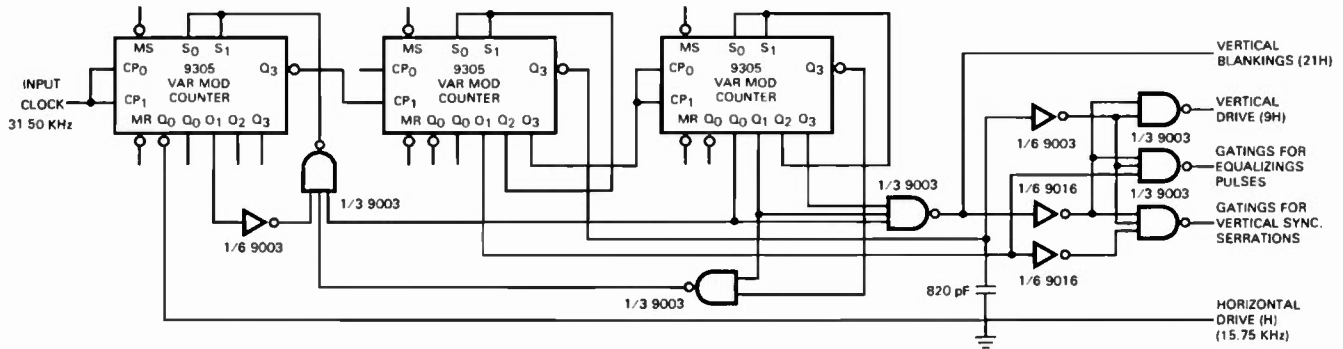 INPUT
CLOCK
31 50 KHz
MS S0 S1
CP0 9305 Q3
VAR MOD
CP1 COUNTER
MR Q0 Q0 Q1 Q2 Q3
MS S0 S1
CP0 9305 Q3
VAR MOD
CP1 COUNTER
MR Q0 Q0 Q1 Q2 Q3
MS S0 S1
CP0 9305 Q3
VAR MOD
CP1 COUNTER
MR Q0 Q0 Q1 Q2 Q3
1/3 9003
1/6 9003
1/3 9003
1/3 9003
1/6 9003
1/6 9016
1/6 9016
1/3 9003
1/3 9003
820 pF
VERTICAL
BLANKINGS (21H)
VERTICAL
DRIVE (9H)
GATINGS FOR
EQUALIZINGS
PULSES
GATINGS FOR
VERTICAL SYNC.
SERRATIONS
HORIZONTAL
DRIVE (H)
(15.75 KHz)